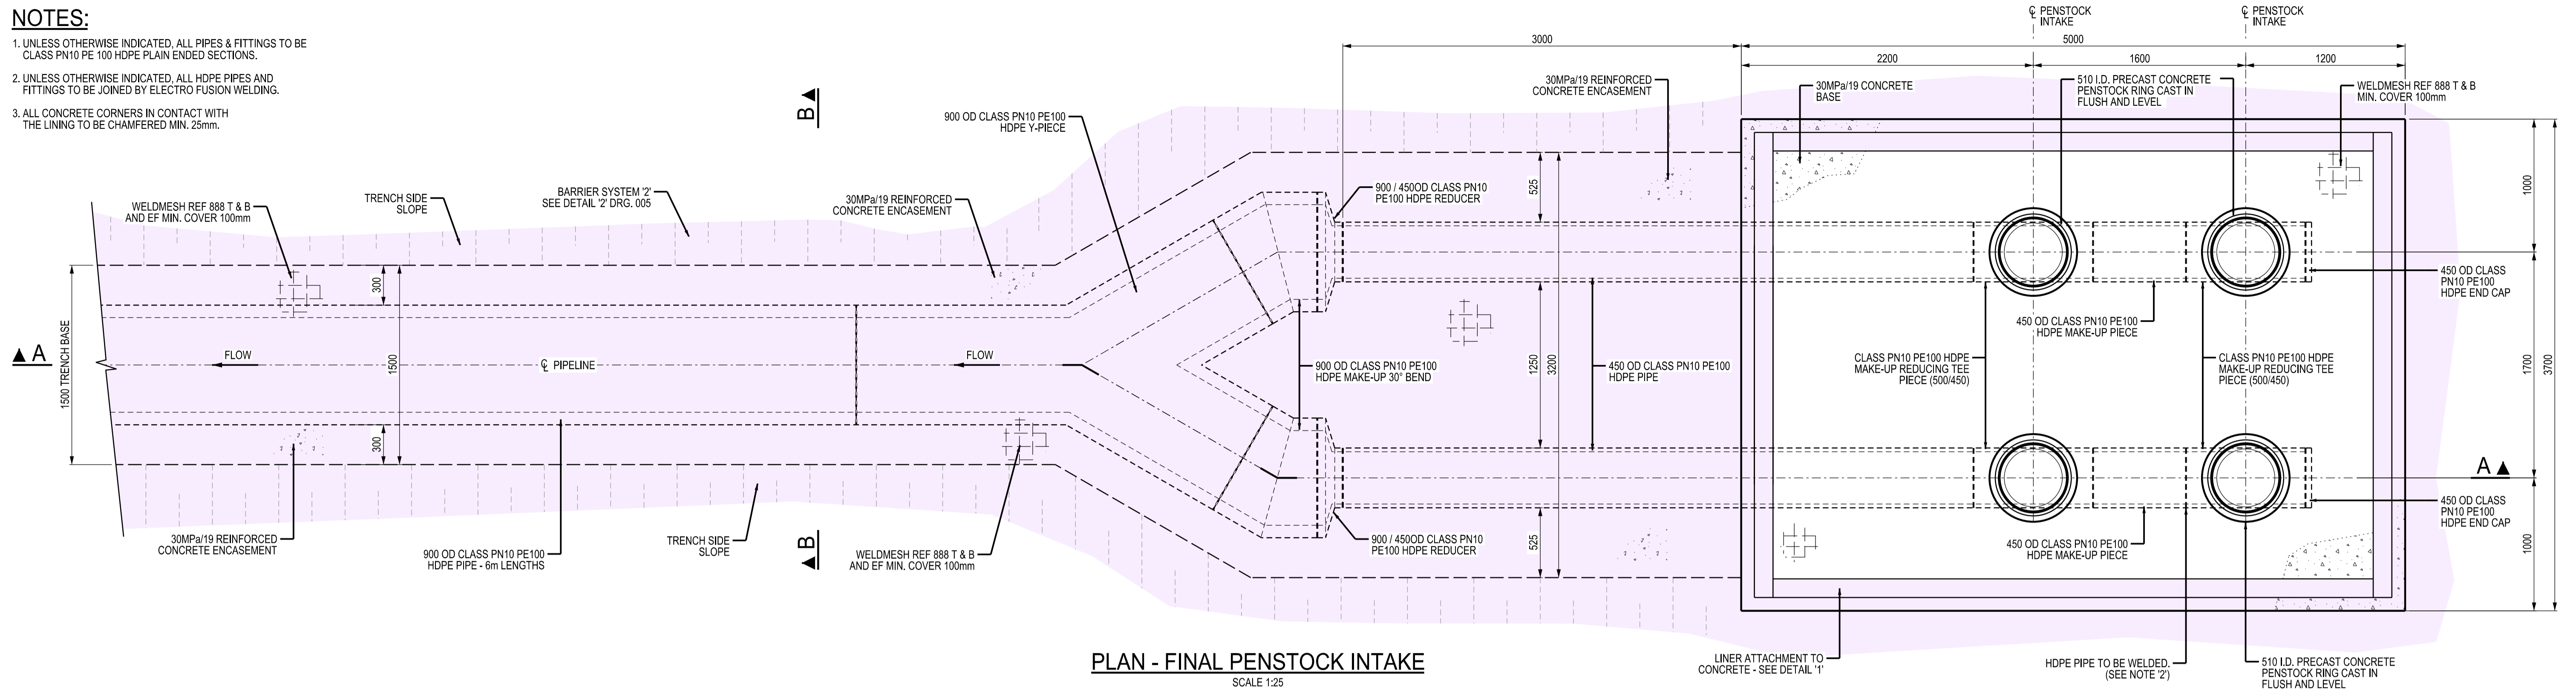 NOTES:
1. UNLESS OTHERWISE INDICATED, ALL PIPES & FITTINGS TO BE
CLASS PN10 PE 100 HDPE PLAIN ENDED SECTIONS.
2. UNLESS OTHERWISE INDICATED, ALL HDPE PIPES AND
FITTINGS TO BE JOINED BY ELECTRO FUSION WELDING.
3. ALL CONCRETE CORNERS IN CONTACT WITH
THE LINING TO BE CHAMFERED MIN. 25mm.
℄ PENSTOCK
INTAKE
℄ PENSTOCK
INTAKE
3000
5000
2200
1600
1200
B
900 OD CLASS PN10 PE100
HDPE Y-PIECE
30MPa/19 REINFORCED
CONCRETE ENCASEMENT
30MPa/19 CONCRETE
BASE
510 I.D. PRECAST CONCRETE
PENSTOCK RING CAST IN
FLUSH AND LEVEL
WELDMESH REF 888 T & B
MIN. COVER 100mm
WELDMESH REF 888 T & B
AND EF MIN. COVER 100mm
TRENCH SIDE
SLOPE
BARRIER SYSTEM '2'
SEE DETAIL '2' DRG. 005
30MPa/19 REINFORCED
CONCRETE ENCASEMENT
900 / 450OD CLASS PN10
PE100 HDPE REDUCER
525
1000
300
450 OD CLASS
PN10 PE100
HDPE END CAP
450 OD CLASS PN10 PE100
HDPE MAKE-UP PIECE
A
1500 TRENCH BASE
FLOW
1500
℄ PIPELINE
FLOW
900 OD CLASS PN10 PE100
HDPE MAKE-UP 30° BEND
1250
3200
450 OD CLASS PN10 PE100
HDPE PIPE
CLASS PN10 PE100 HDPE
MAKE-UP REDUCING TEE
PIECE (500/450)
CLASS PN10 PE100 HDPE
MAKE-UP REDUCING TEE
PIECE (500/450)
1700
3700
300
A
30MPa/19 REINFORCED
CONCRETE ENCASEMENT
900 OD CLASS PN10 PE100
HDPE PIPE - 6m LENGTHS
TRENCH SIDE
SLOPE
B
WELDMESH REF 888 T & B
AND EF MIN. COVER 100mm
900 / 450OD CLASS PN10
PE100 HDPE REDUCER
525
450 OD CLASS PN10 PE100
HDPE MAKE-UP PIECE
450 OD CLASS
PN10 PE100
HDPE END CAP
1000
PLAN - FINAL PENSTOCK INTAKE
SCALE 1:25
LINER ATTACHMENT TO
CONCRETE - SEE DETAIL '1'
HDPE PIPE TO BE WELDED.
(SEE NOTE '2')
510 I.D. PRECAST CONCRETE
PENSTOCK RING CAST IN
FLUSH AND LEVEL